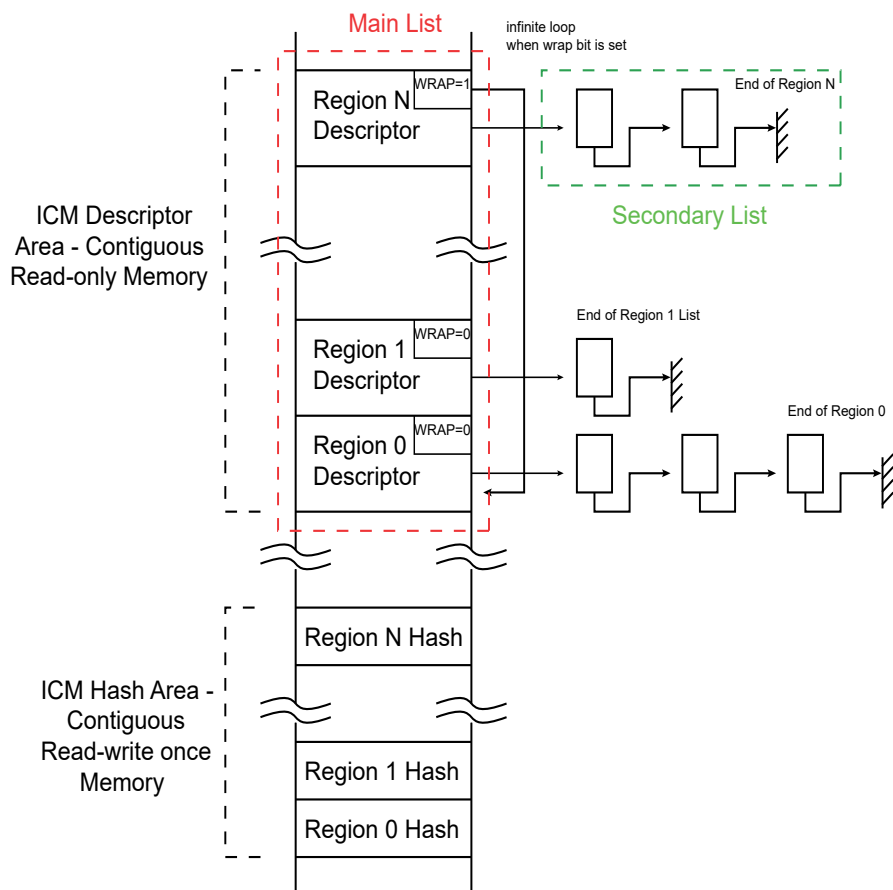 Main List
infinite loop
when wrap bit is set
WRAP=1
Region N
Descriptor
End of Region N
Secondary List
ICM Descriptor
Area - Contiguous
Read-only Memory
End of Region 1 List
WRAP=0
Region 1
Descriptor
End of Region 0
WRAP=0
Region 0
Descriptor
Region N Hash
ICM Hash Area -
Contiguous
Read-write once
Memory
Region 1 Hash
Region 0 Hash